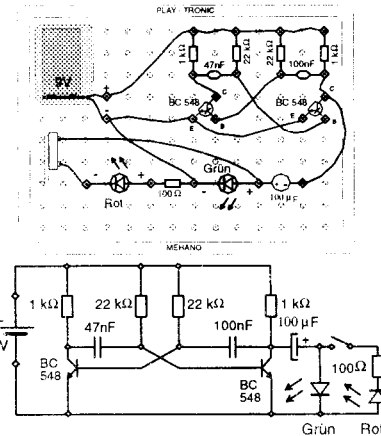 PLAY - TRONIC
9V
1 kΩ
22 kΩ
22 kΩ
1 kΩ
47nF
100nF
C
BC 548
E
B
C
BC 548
E
B
+
-
Grün
-
+
100Ω
-
+
100 µF
Rot
MEHANO
1 kΩ
22 kΩ
22 kΩ
1 kΩ
47nF
100nF
100 µF
+
V
BC
548
BC
548
100Ω
Grün
Rot